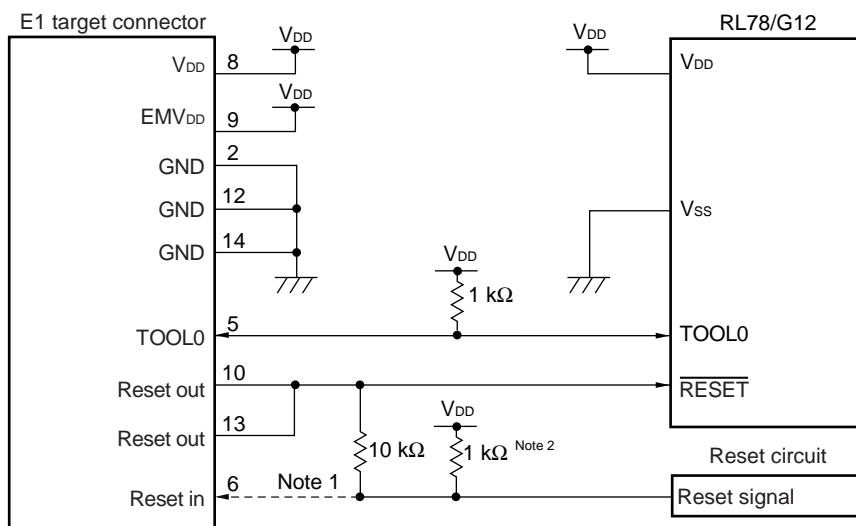 E1 target connector
RL78/G12
VDD
VDD
VDD 8
VDD
VDD
EMVDD 9
GND 2
GND 12
VSS
GND 14
VDD
1 kΩ
TOOL0 5
TOOL0
Reset out 10
RESET
VDD
Reset out 13
10 kΩ
1 kΩ Note 2
Reset circuit
Reset in 6
Note 1
Reset signal